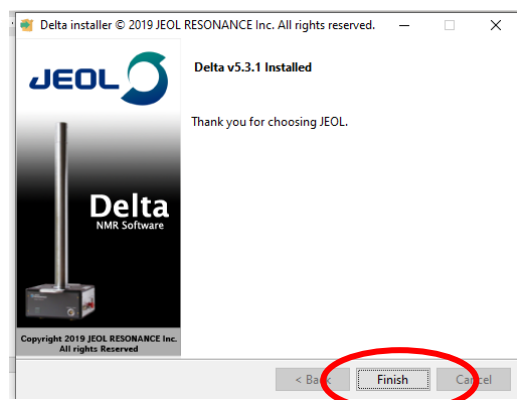 Delta installer © 2019 JEOL RESONANCE Inc. All rights reserved.
JEOL
Delta v5.3.1 Installed
Thank you for choosing JEOL.
Delta
NMR Software
Copyright 2019 JEOL RESONANCE Inc.
All rights Reserved
< Back
Finish
Cancel